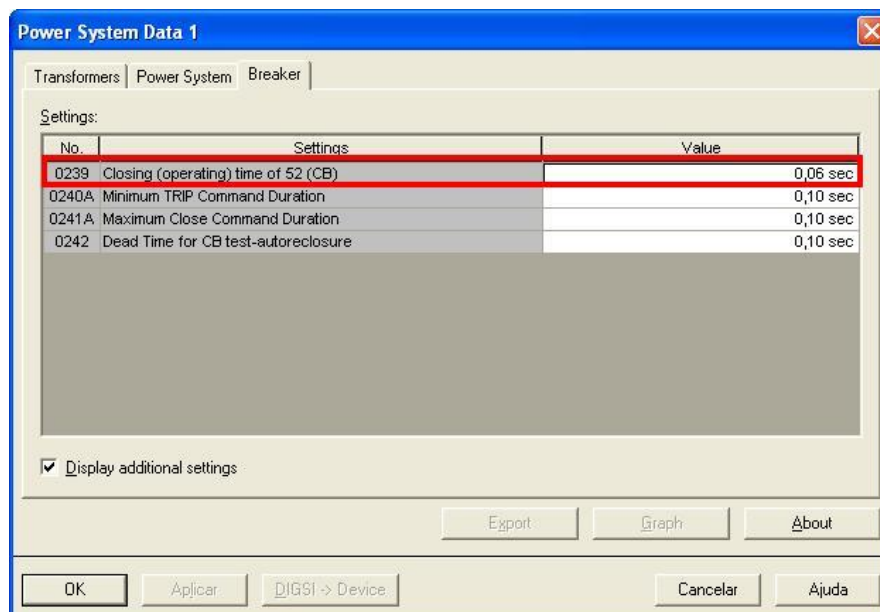 Power System Data 1
Transformers Power System Breaker
Settings:
No. Settings Value
0239 Closing (operating) time of 52 (CB) 0,06 sec
0240A Minimum TRIP Command Duration 0,10 sec
0241A Maximum Close Command Duration 0,10 sec
0242 Dead Time for CB test-autoreclosure 0,10 sec
Display additional settings
Export Graph About
OK Aplicar DIGSI -> Device Cancelar Ajuda